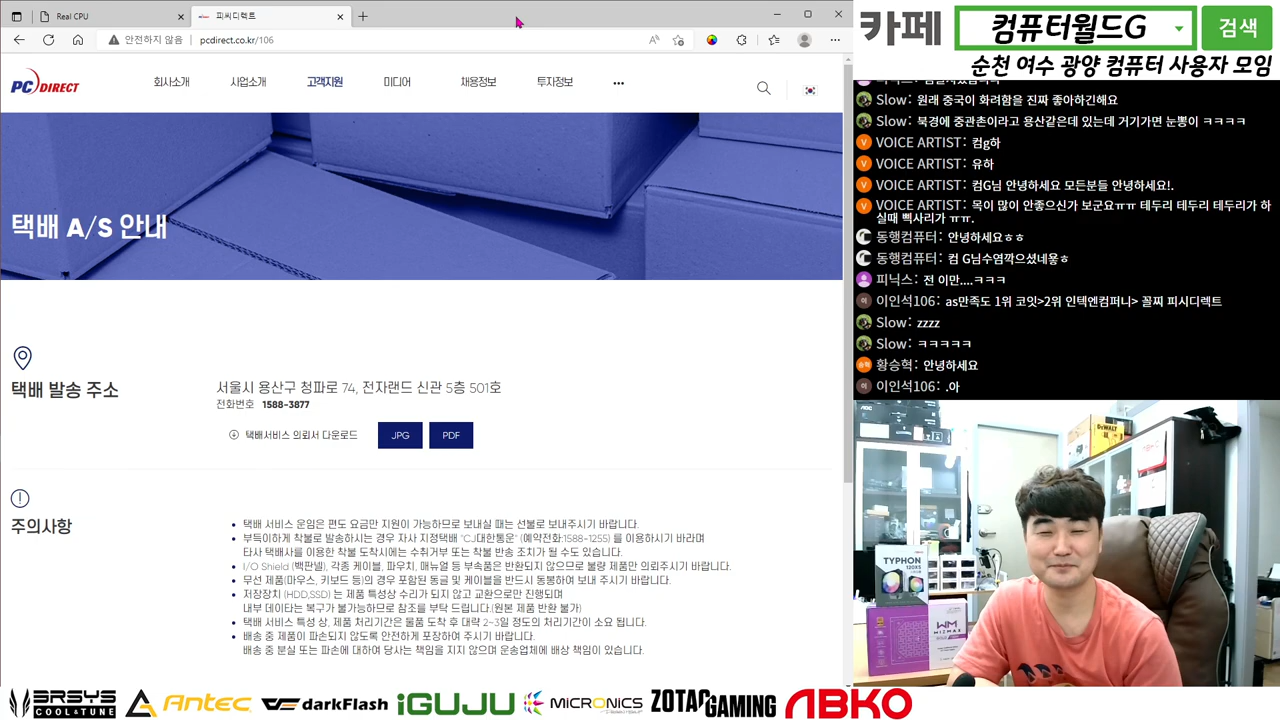 Real CPU
피씨디렉트
안전하지 않음
pcdirect.co.kr/106
PC DIRECT
회사소개
사업소개
고객지원
미디어
채용정보
투자정보
택배 A/S 안내
택배 발송 주소
서울시 용산구 청파로 74, 전자랜드 신관 5층 501호
전화번호 1588-3877
택배서비스 의뢰서 다운로드
JPG
PDF
주의사항
택배 서비스 운임은 편도 요금만 지원이 가능하므로 보내실 때는 선불로 보내주시기 바랍니다.
부득이하게 착불로 발송하시는 경우 자사 지정택배 "CJ대한통운" (예약전화:1588-1255) 를 이용하시기 바라며
타사 택배사를 이용한 착불 도착시에는 수취거부 또는 착불 반송 조치가 될 수도 있습니다.
I/O Shield (백판넬), 각종 케이블, 파우치, 매뉴얼 등 부속품은 반환되지 않으므로 불량 제품만 의뢰주시기 바랍니다.
무선 제품(마우스, 키보드 등)의 경우 포함된 동글 및 케이블을 반드시 동봉하여 보내 주시기 바랍니다.
저장장치 (HDD,SSD) 는 제품 특성상 수리가 되지 않고 교환으로만 진행되며
내부 데이타는 복구가 불가능하므로 참조를 부탁 드립니다.(원본 제품 반환 불가)
택배 서비스 특성 상, 제품 처리기간은 물품 도착 후 대략 2~3일 정도의 처리기간이 소요 됩니다.
배송 중 제품이 파손되지 않도록 안전하게 포장하여 주시기 바랍니다.
배송 중 분실 또는 파손에 대하여 당사는 책임을 지지 않으며 운송업체에 배상 책임이 있습니다.
카페
컴퓨터월드G
검색
순천 여수 광양 컴퓨터 사용자 모임
Slow: 원래 중국이 화려함을 진짜 좋아하긴해요
Slow: 북경에 중관촌이라고 용산같은데 있는데 거기가면 눈뽕이 ㅋㅋㅋㅋ
VOICE ARTIST: 컴g하
VOICE ARTIST: 유하
VOICE ARTIST: 컴G님 안녕하세요 모든분들 안녕하세요!.
VOICE ARTIST: 목이 많이 안좋으신가 보군요ㅠㅠ 테두리 테두리 테두리가 하
실때 삑사리가 ㅠㅠ.
동행컴퓨터: 안녕하세요ㅎㅎ
동행컴퓨터: 컴 G님수염깍으셨네욯ㅎ
피닉스: 전 이만....ㅋㅋㅋ
이인석106: as만족도 1위 코잇>2위 인텍엔컴퍼니> 꼴찌 피시디렉트
Slow: zzzz
Slow: ㅋㅋㅋㅋㅋ
황승혁: 안녕하세요
이인석106: .아
AOC
DEWALT
TYPHON
120X5
WM
WIZMAX
3RSYS
COOL&TUNE
Antec
darkFlash
iGUJU
MICRONICS
ZOTAC GAMING
ABKO